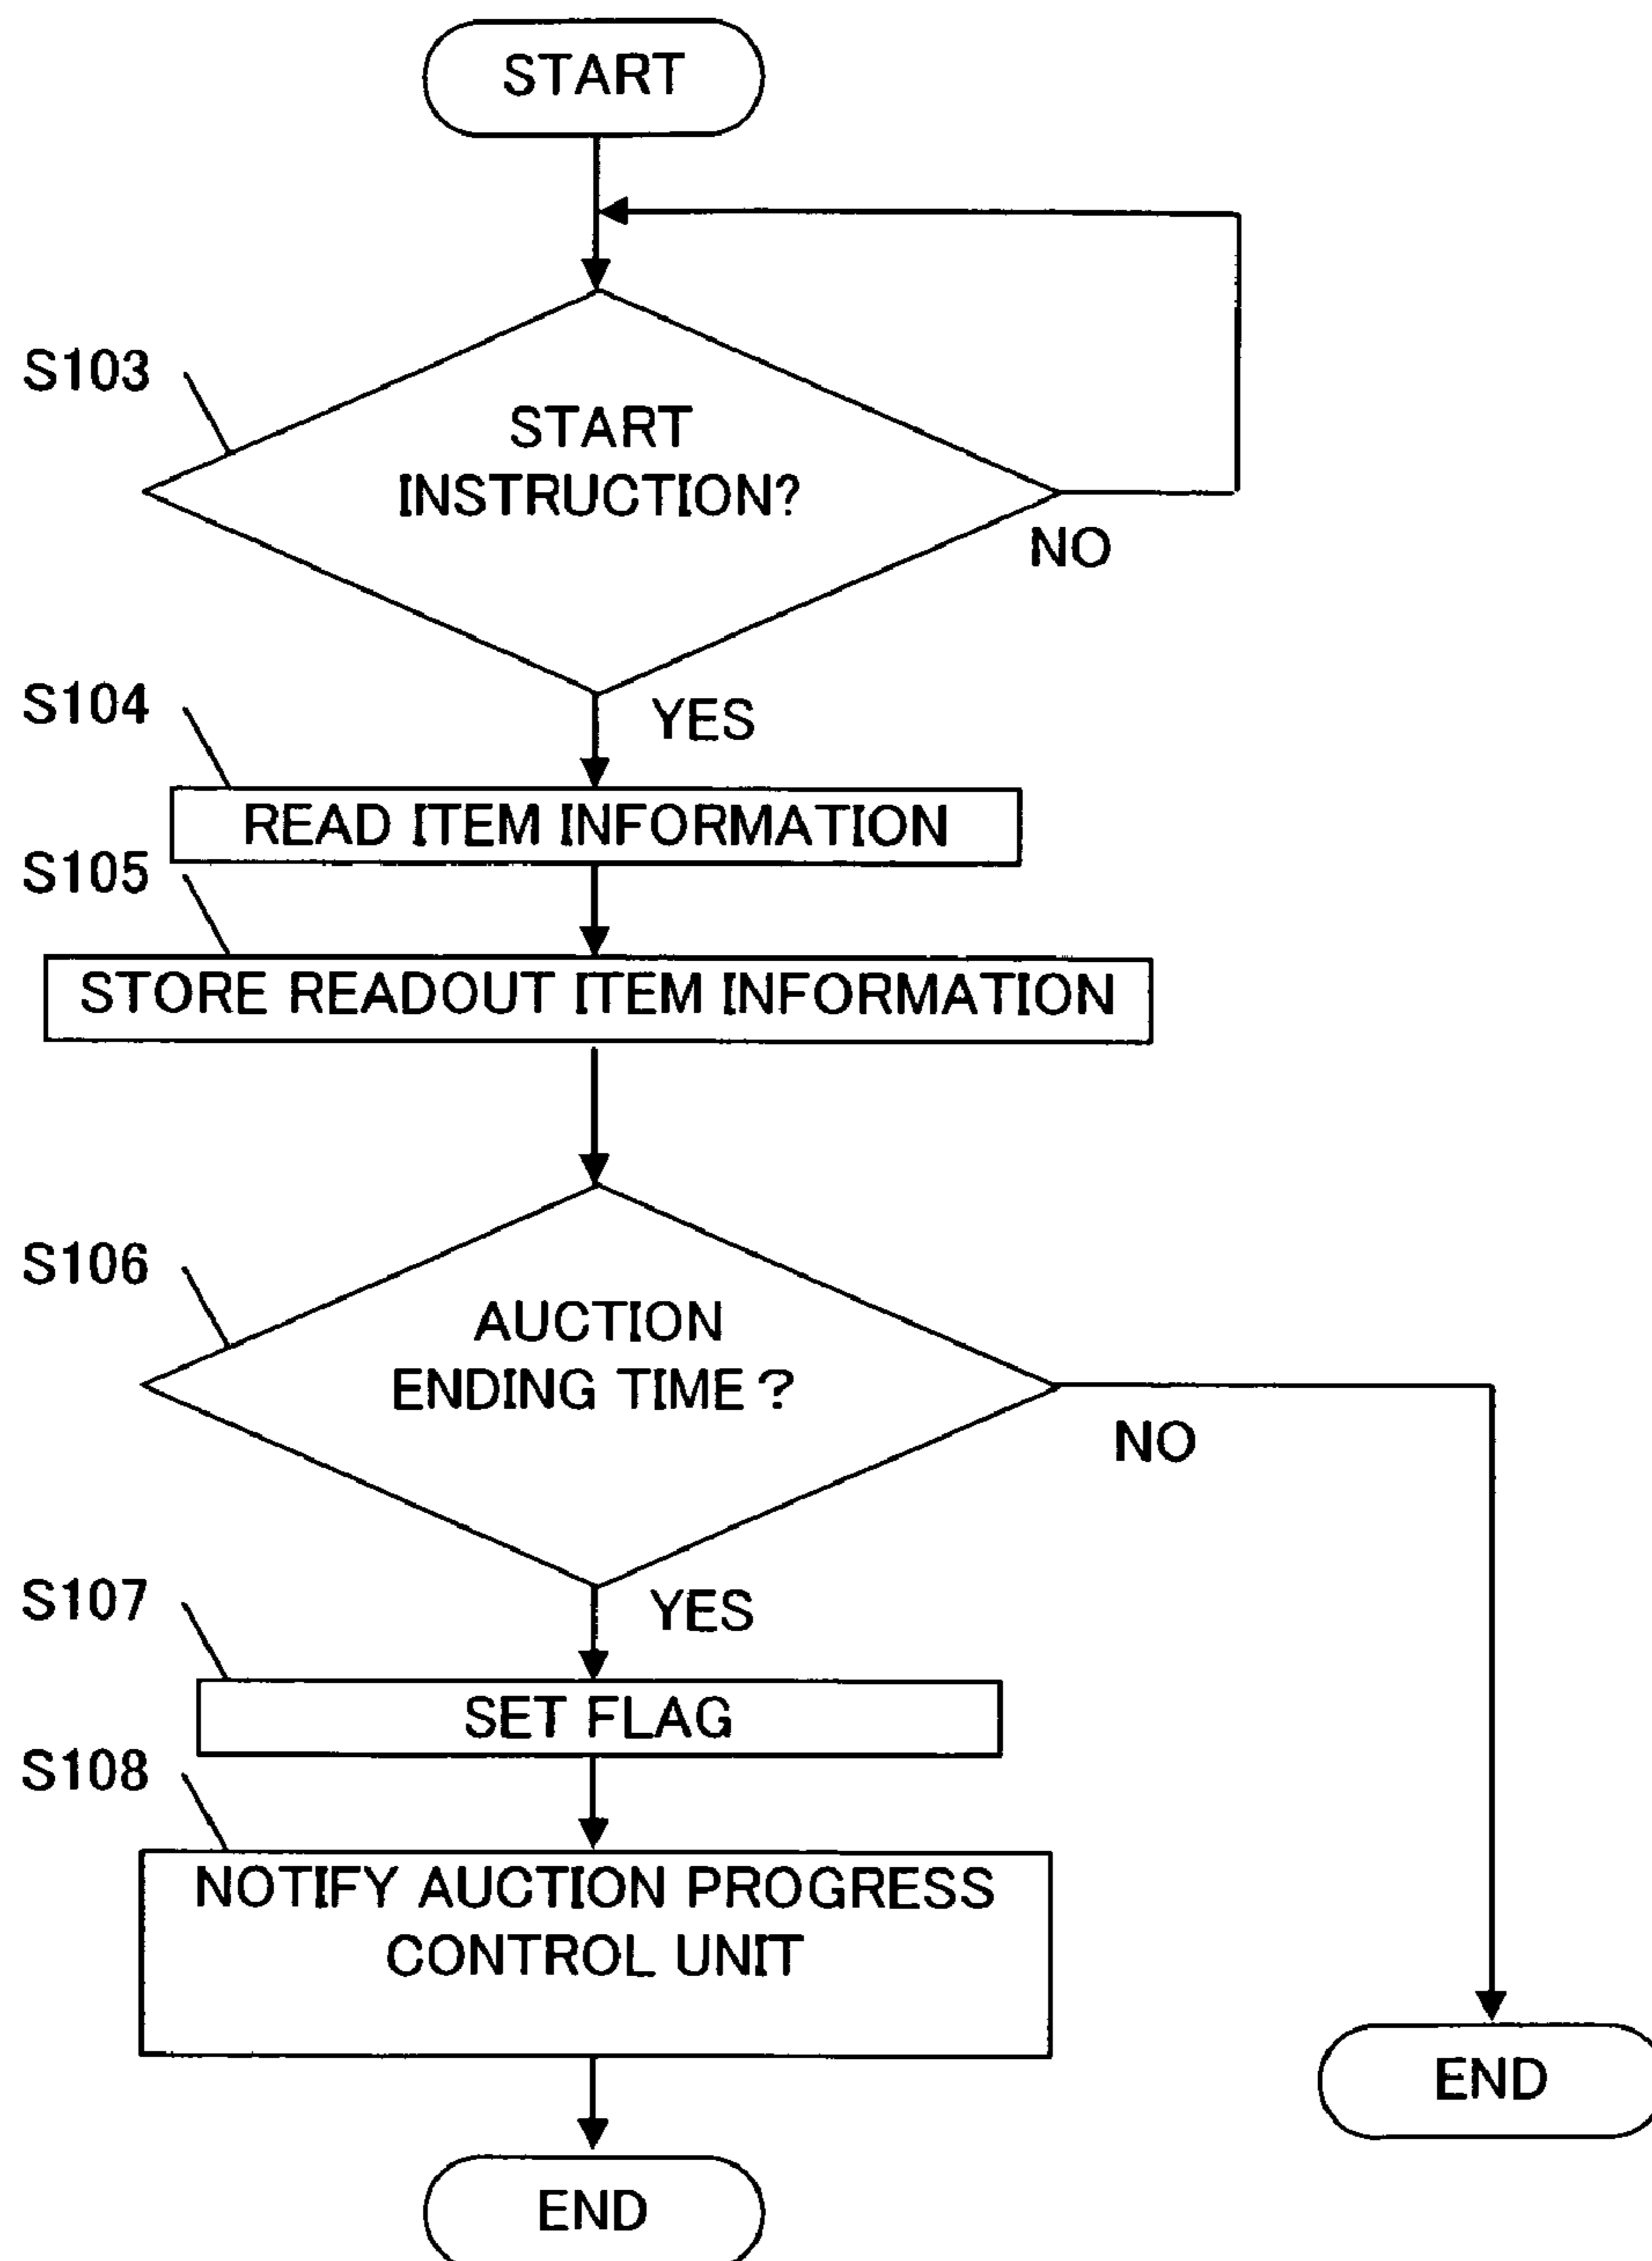 START
S103
START
INSTRUCTION?
NO
S104
YES
READ ITEM INFORMATION
S105
STORE READOUT ITEM INFORMATION
S106
AUCTION
ENDING TIME?
NO
S107
YES
SET FLAG
S108
NOTIFY AUCTION PROGRESS
CONTROL UNIT
END
END